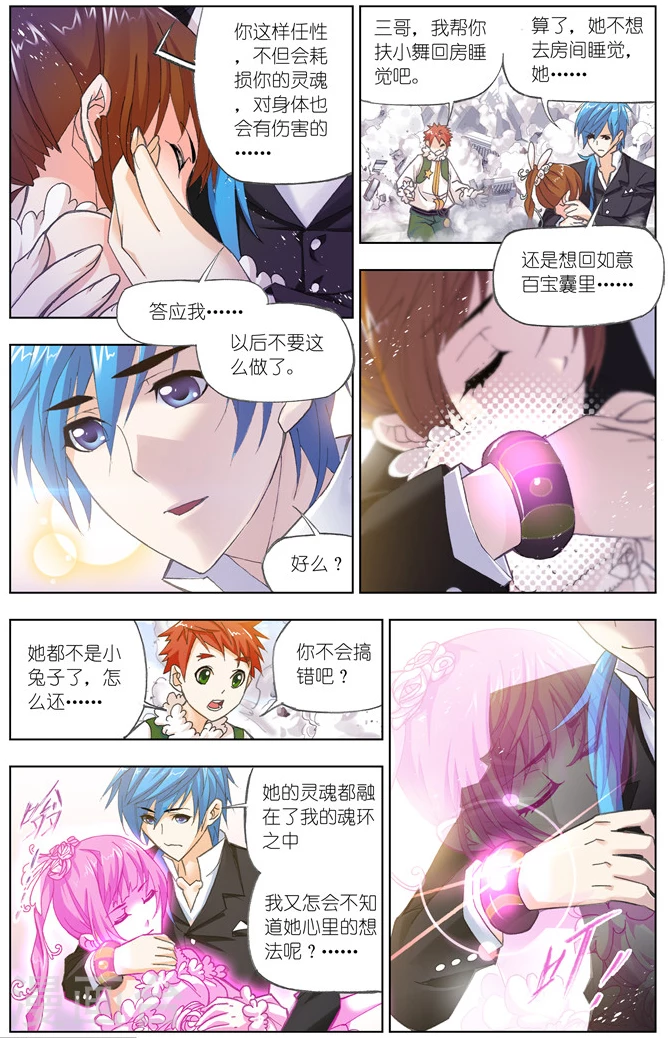 你这样任性
，不但会耗
损你的灵魂
，对身体也
会有伤害的
……
三哥，我帮你
扶小舞回房睡
觉吧。
算了，她不想
去房间睡觉，
她……
还是想回如意
百宝囊里……
答应我……
以后不要这
么做了。
好么？
她都不是小
兔子了，怎
么还……
你不会搞
错吧？
她的灵魂都融
在了我的魂环
之中
我又怎会不知
道她心里的想
法呢？……